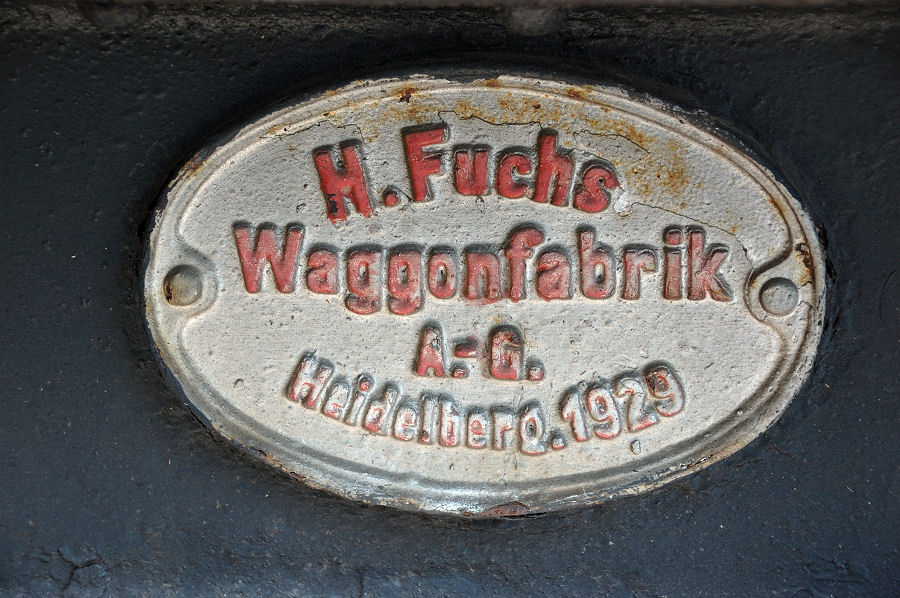 H. Fuchs
Waggonfabrik
A.-G.
Heidelberg. 1929